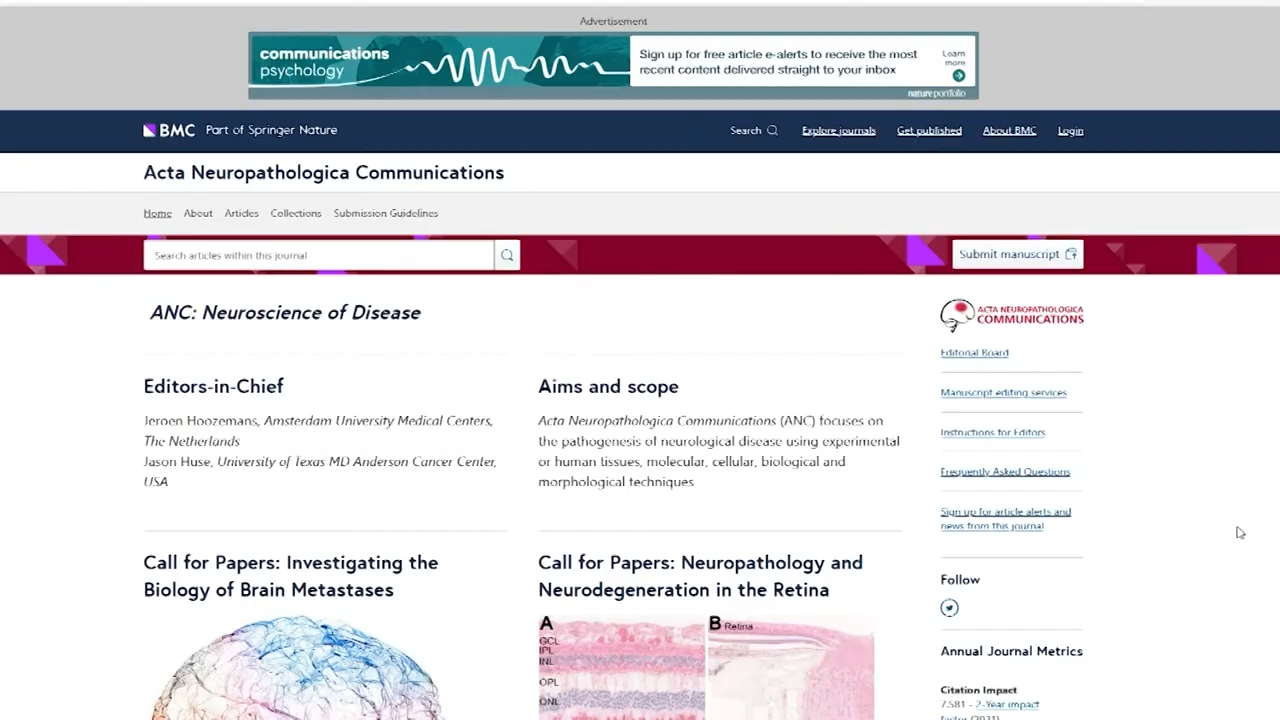 Advertisement
communications
psychology
Sign up for free article e-alerts to receive the most
recent content delivered straight to your inbox
Learn
more
natureportfolio
BMC Part of Springer Nature
Search
Explore journals
Get published
About BMC
Login
Acta Neuropathologica Communications
Home About Articles Collections Submission Guidelines
Search articles within this journal
Submit manuscript
ANC: Neuroscience of Disease
Editors-in-Chief
Jeroen Hoozemans, Amsterdam University Medical Centers,
The Netherlands
Jason Huse, University of Texas MD Anderson Cancer Center,
USA
Aims and scope
Acta Neuropathologica Communications (ANC) focuses on
the pathogenesis of neurological disease using experimental
or human tissues, molecular, cellular, biological and
morphological techniques
Call for Papers: Investigating the
Biology of Brain Metastases
Call for Papers: Neuropathology and
Neurodegeneration in the Retina
A
GCL
IPL
INL
OPL
ONL
B Retina
ACTA NEUROPATHOLOGICA
COMMUNICATIONS
Editorial Board
Manuscript editing services
Instructions for Editors
Frequently Asked Questions
Sign up for article alerts and
news from this journal
Follow
Annual Journal Metrics
Citation Impact
7.581 - 2-Year impact
factor (2021)